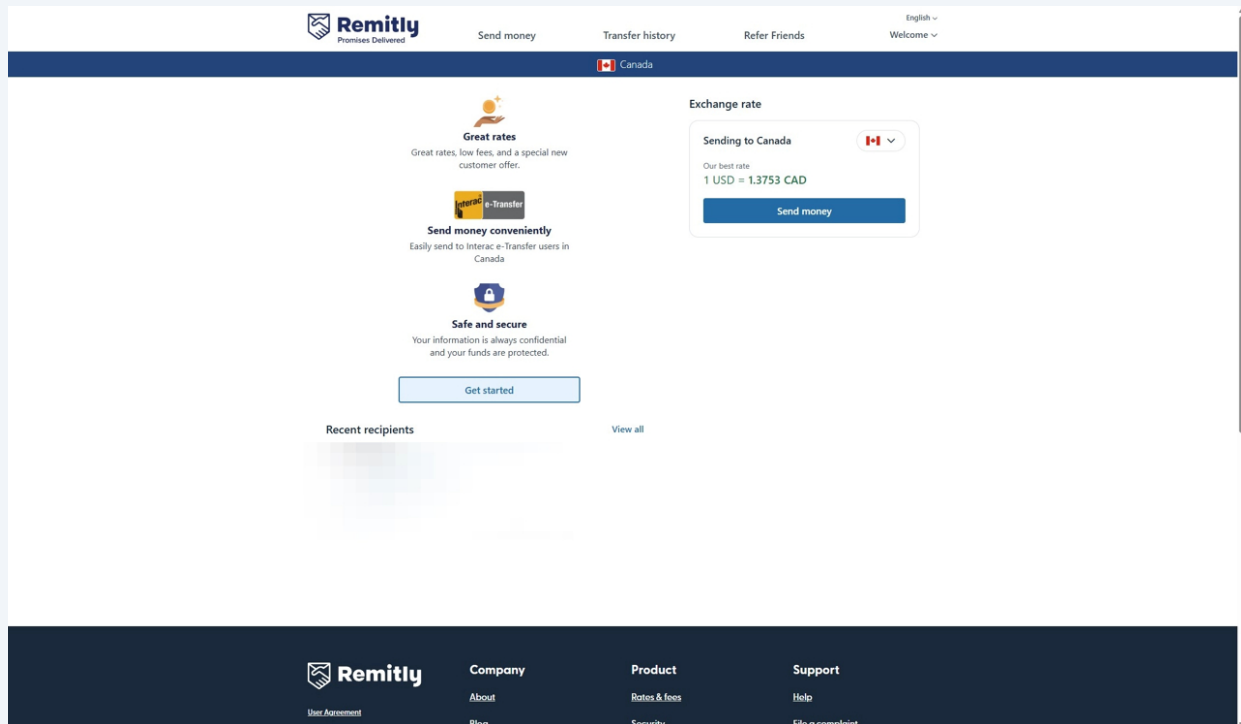 Remitly
Promises Delivered
Send money
Transfer history
Refer Friends
English
Welcome
Canada
Great rates
Great rates, low fees, and a special new
customer offer.
Interac e-Transfer
Send money conveniently
Easily send to Interac e-Transfer users in
Canada
Safe and secure
Your information is always confidential
and your funds are protected.
Get started
Recent recipients
View all
Exchange rate
Sending to Canada
Our best rate
1 USD = 1.3753 CAD
Send money
Remitly
User Agreement
Company
About
Blog
Product
Rates & fees
Security
Support
Help
File a complaint